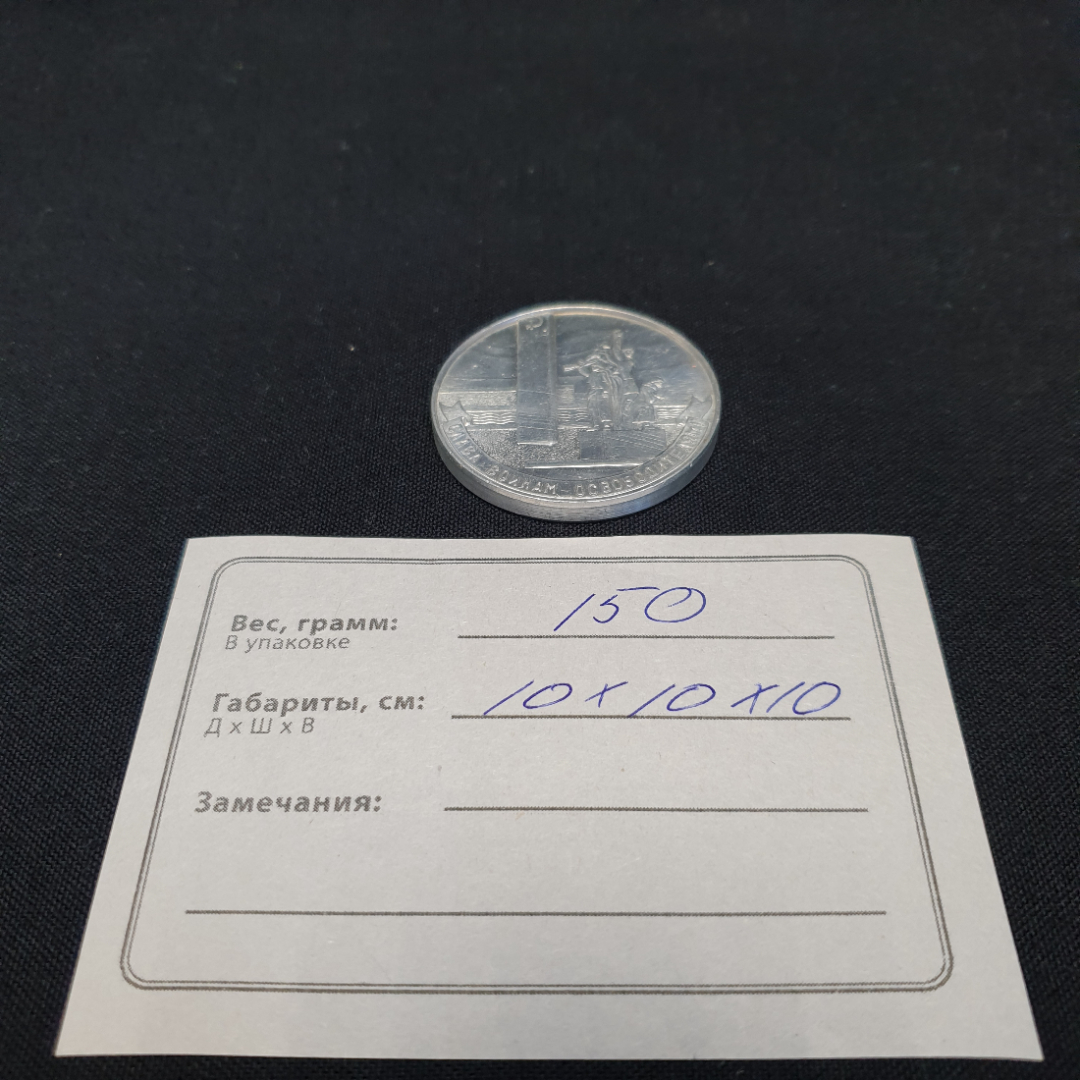 СЛАВА ВОИНАМ-ОСВОБОДИТЕЛЯМ
Вес, грамм: 150
В упаковке
Габариты, см: 10 x 10 x 10
Д x Ш x В
Замечания: